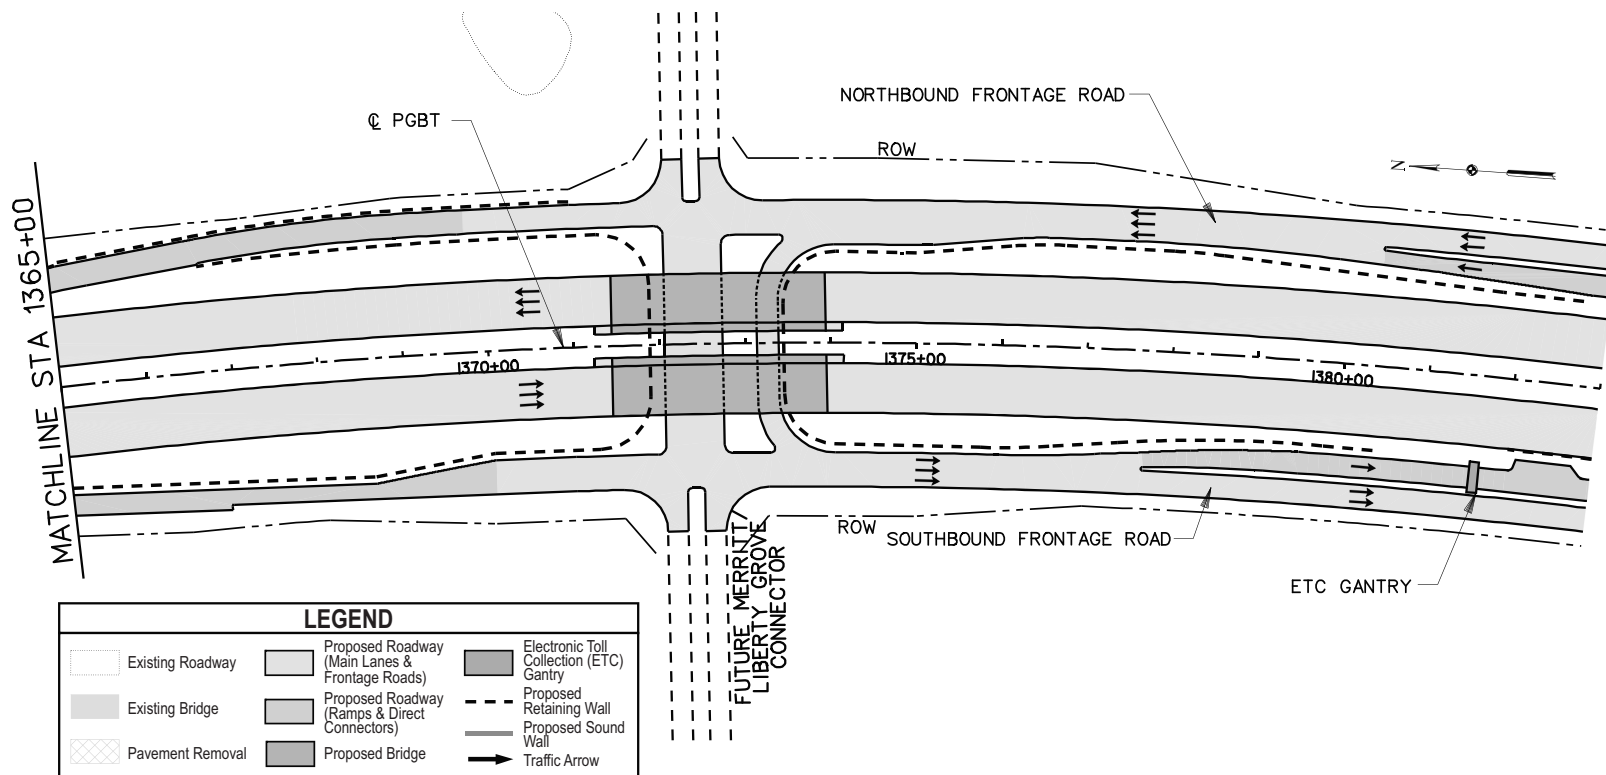 NORTHBOUND FRONTAGE ROAD
℄ PGBT
ROW
N
MATCHLINE STA 1365+00
1370+00
1375+00
1380+00
ROW
SOUTHBOUND FRONTAGE ROAD
ETC GANTRY
FUTURE MERRITT
LIBERTY GROVE
CONNECTOR
LEGEND
Existing Roadway
Existing Bridge
Pavement Removal
Proposed Roadway
(Main Lanes &
Frontage Roads)
Proposed Roadway
(Ramps & Direct
Connectors)
Proposed Bridge
Electronic Toll
Collection (ETC)
Gantry
Proposed
Retaining Wall
Proposed Sound
Wall
Traffic Arrow